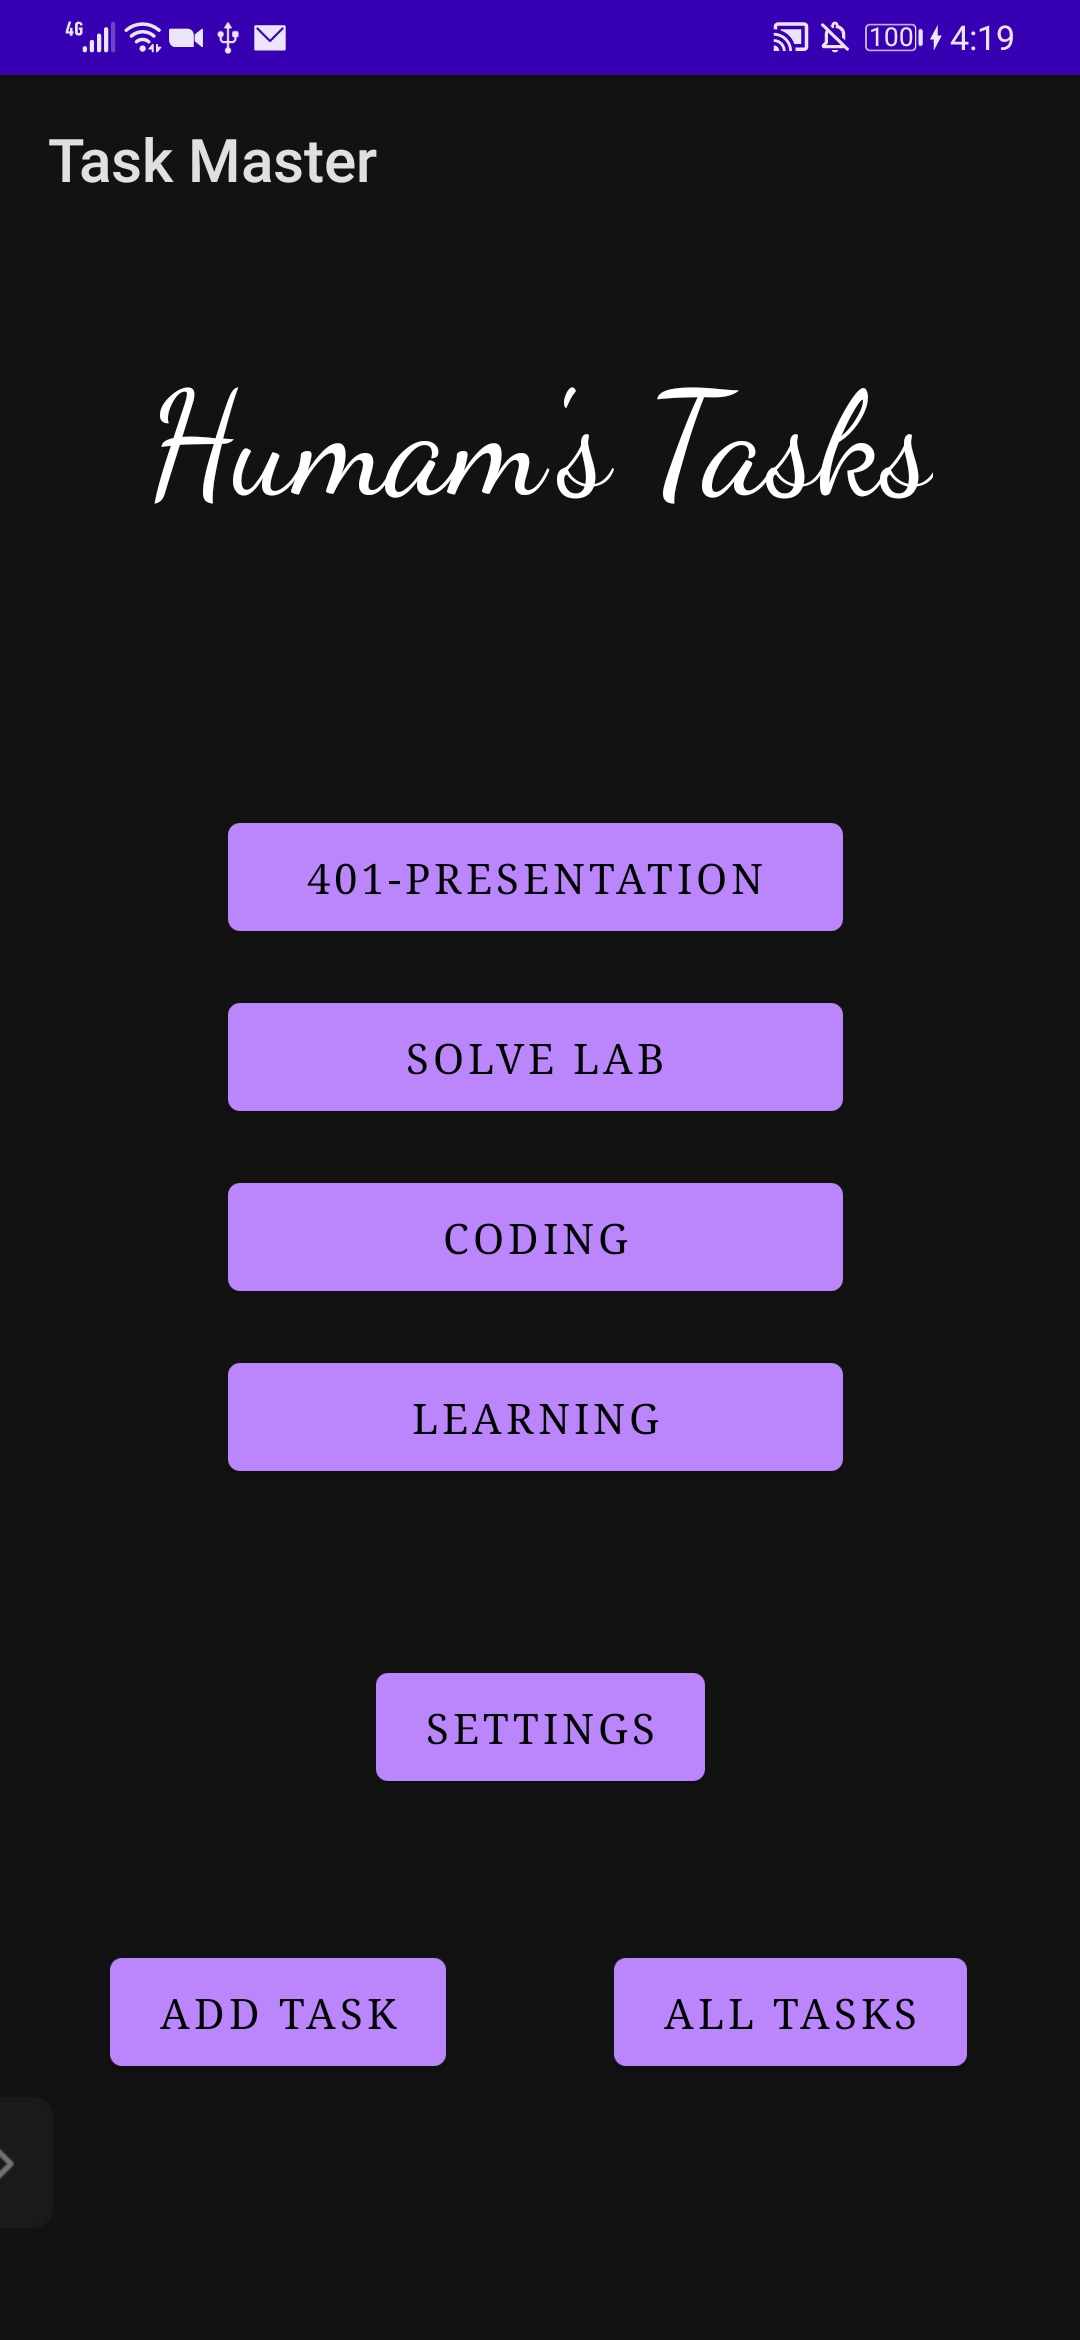 4G 100 4:19
Task Master
Humam's Tasks
401-PRESENTATION
SOLVE LAB
CODING
LEARNING
SETTINGS
ADD TASK ALL TASKS